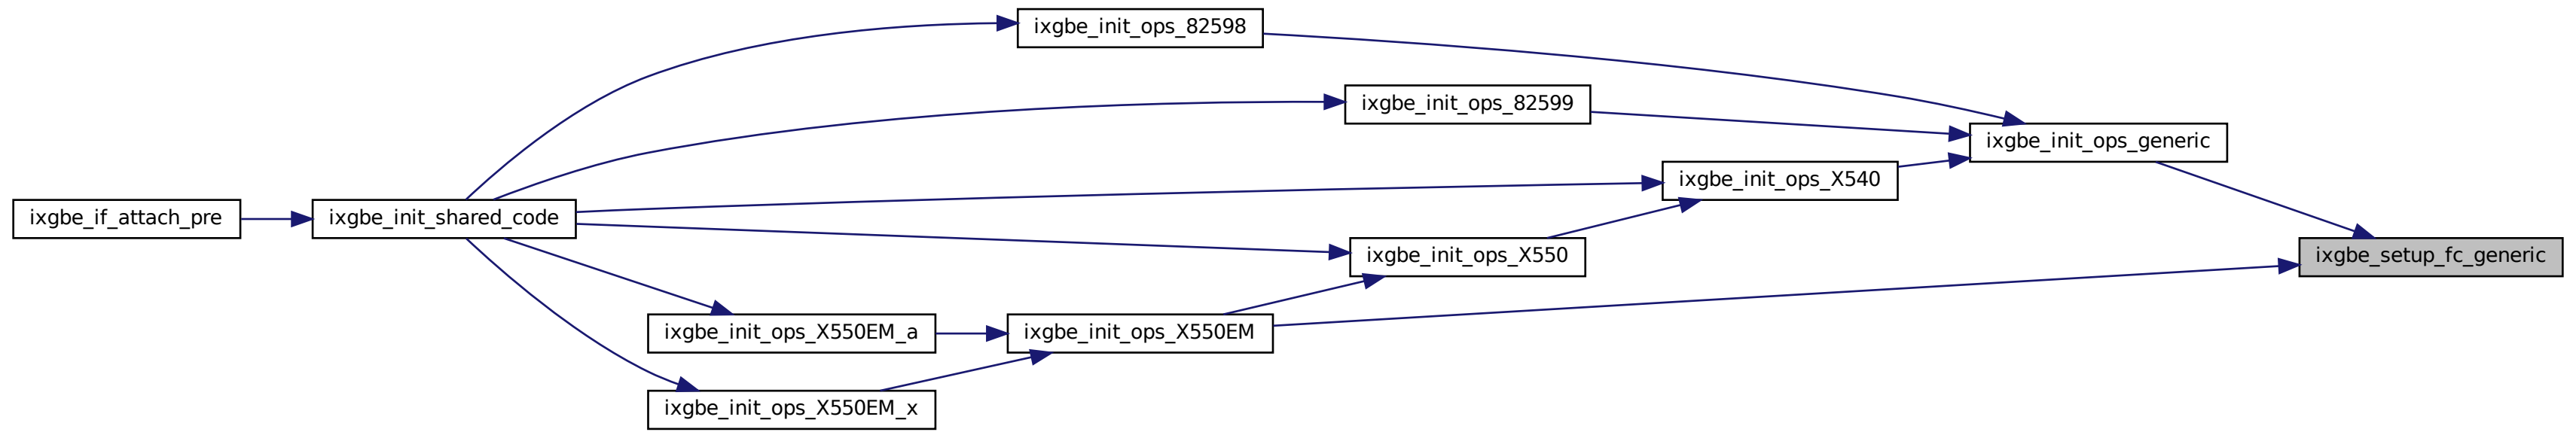 ixgbe_init_ops_82598
ixgbe_init_ops_82599
ixgbe_init_ops_generic
ixgbe_init_ops_X540
ixgbe_if_attach_pre
ixgbe_init_shared_code
ixgbe_init_ops_X550
ixgbe_setup_fc_generic
ixgbe_init_ops_X550EM_a
ixgbe_init_ops_X550EM
ixgbe_init_ops_X550EM_x